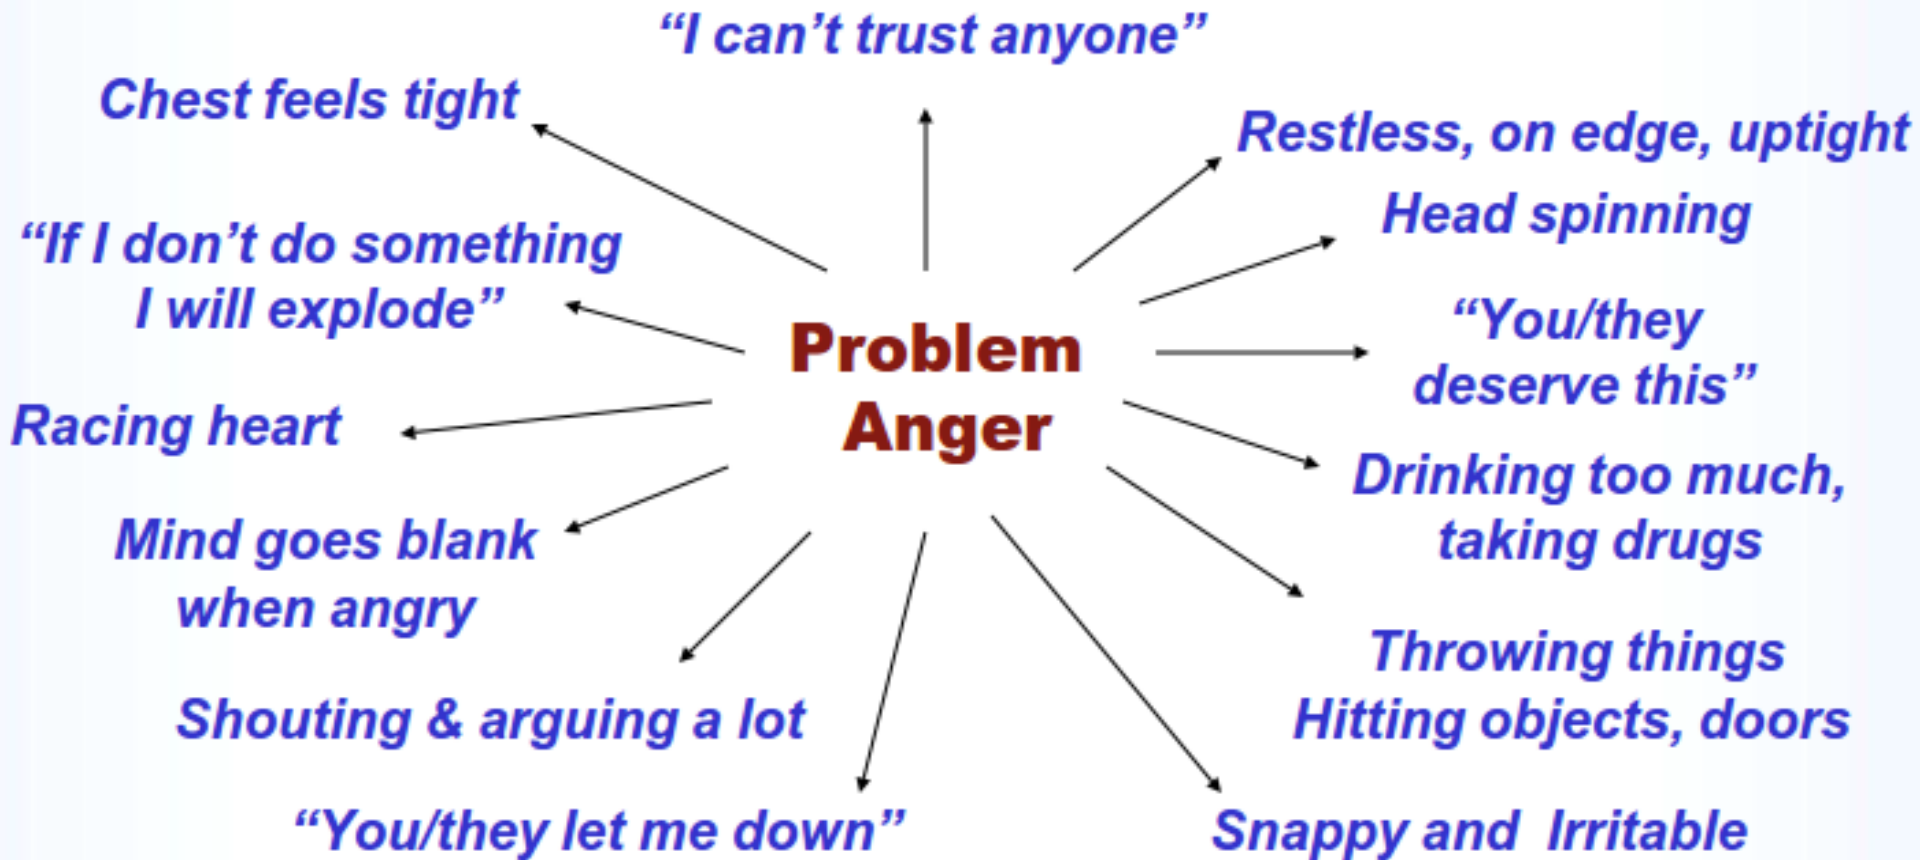 “I can’t trust anyone”
Chest feels tight
Restless, on edge, uptight
Head spinning
“If I don’t do something
I will explode”
“You/they
deserve this”
Problem
Anger
Racing heart
Drinking too much,
taking drugs
Mind goes blank
when angry
Throwing things
Hitting objects, doors
Shouting & arguing a lot
“You/they let me down”
Snappy and  Irritable